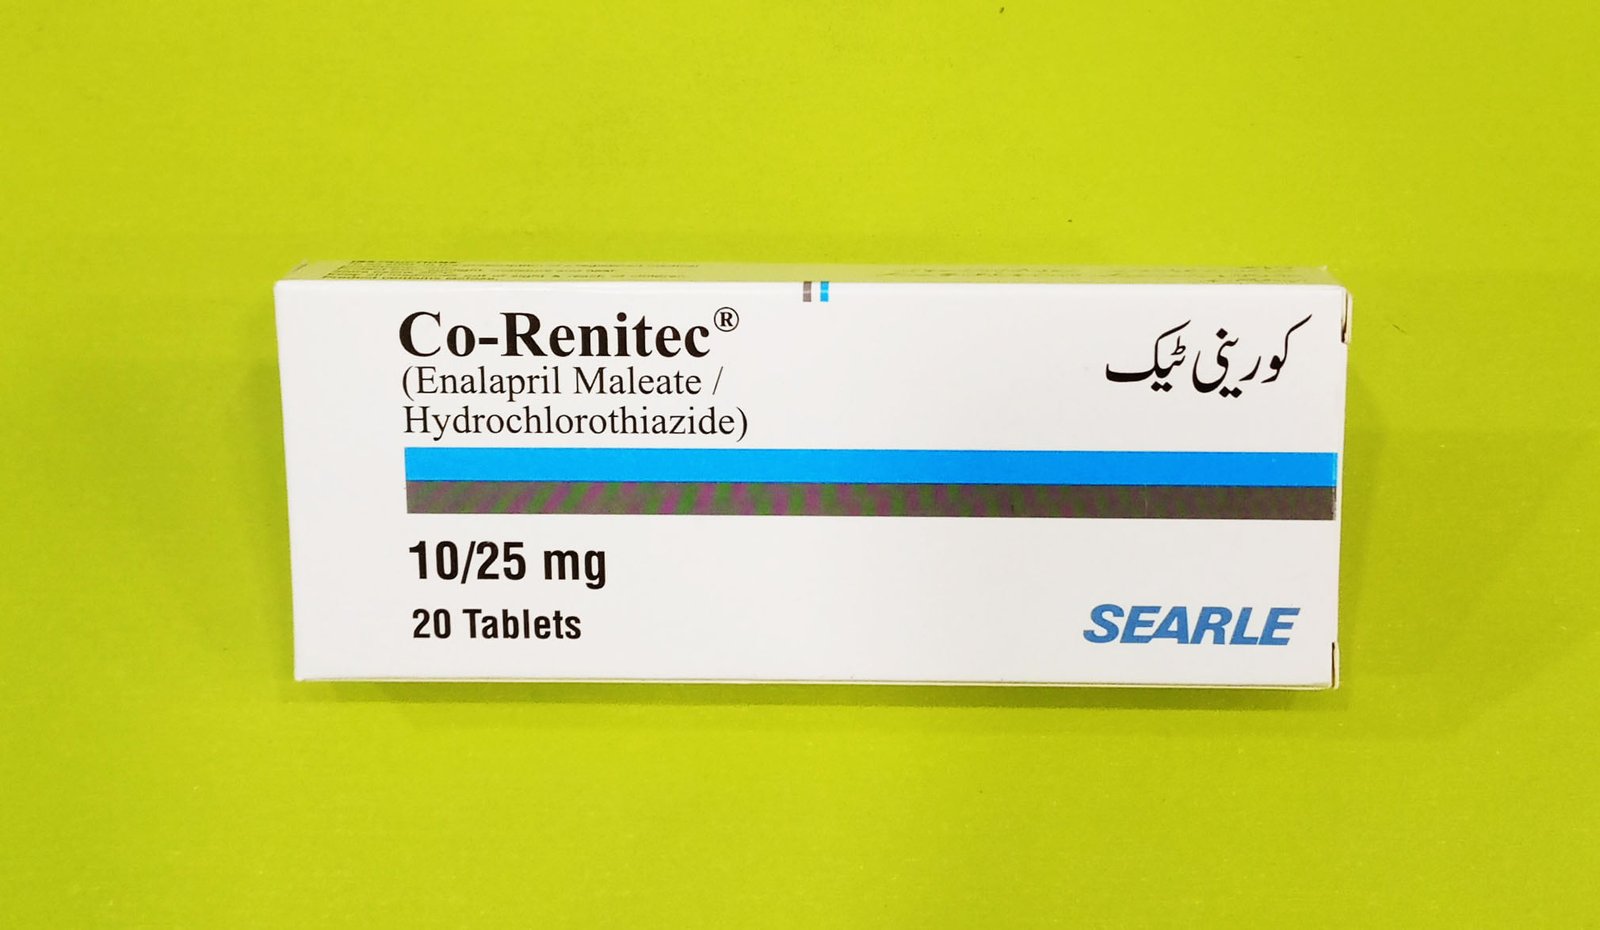 Co-Renitec®
(Enalapril Maleate /
Hydrochlorothiazide)
کورینی ٹیک
10/25 mg
20 Tablets
SEARLE